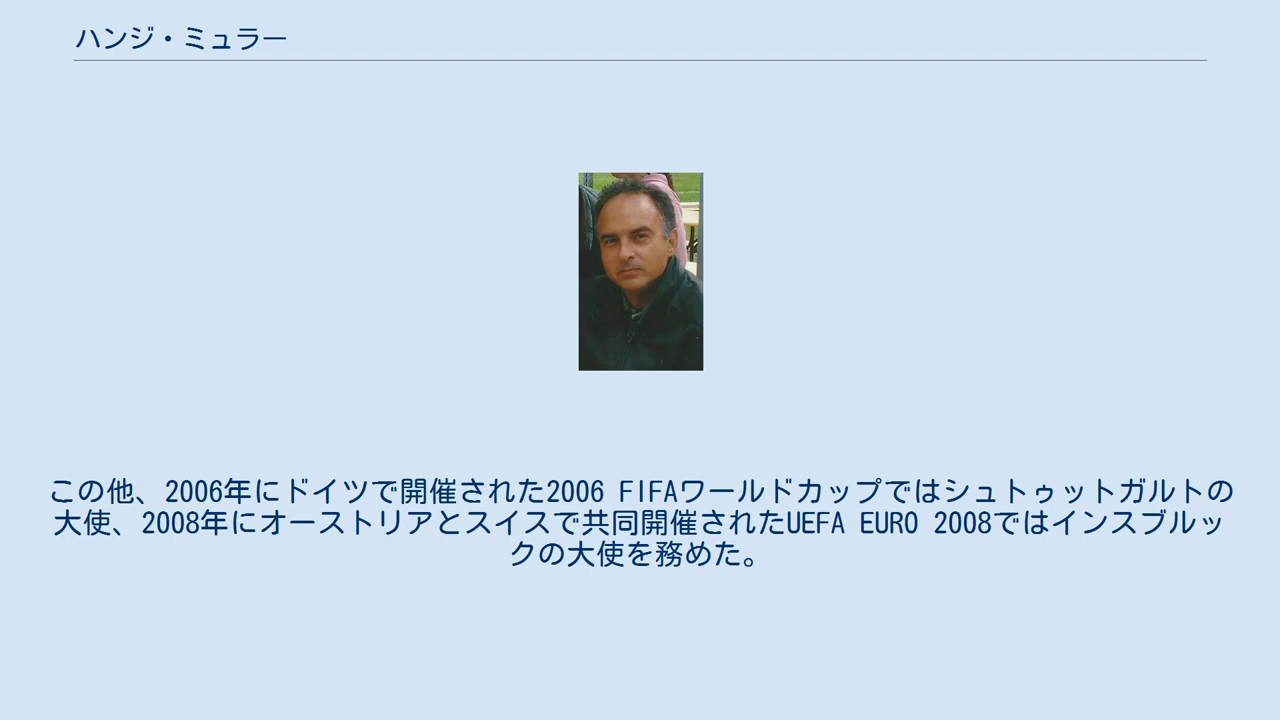 ハンジ・ミュラー
この他、2006年にドイツで開催された2006 FIFAワールドカップではシュトゥットガルトの
大使、2008年にオーストリアとスイスで共同開催されたUEFA EURO 2008ではインスブルッ
クの大使を務めた。